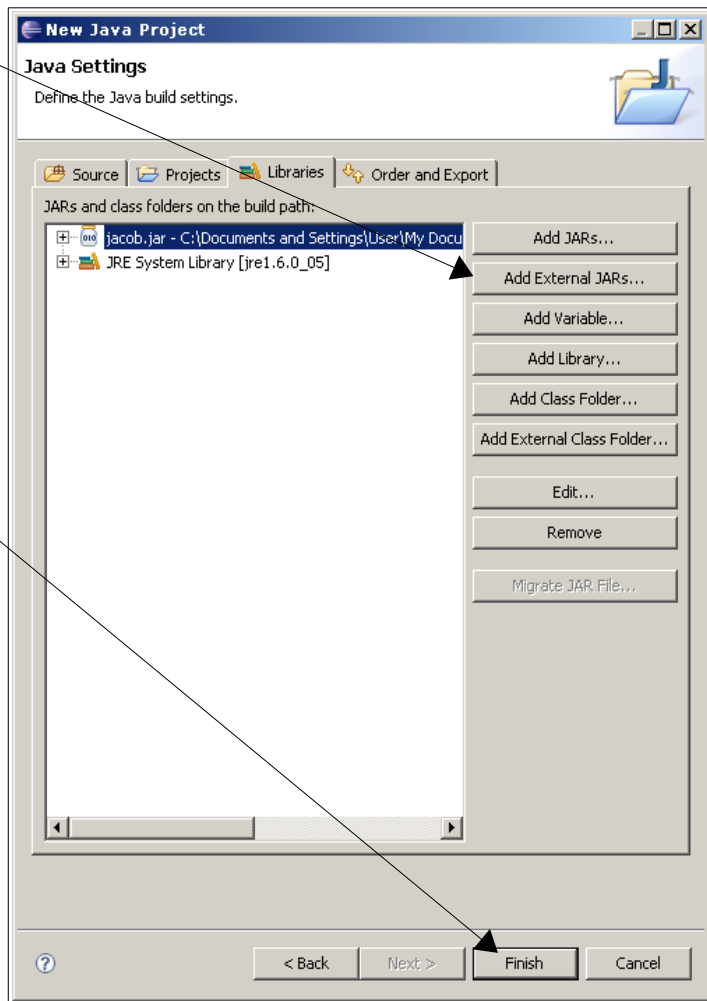 New Java Project
Java Settings
Define the Java build settings.
Source Projects Libraries Order and Export
JARs and class folders on the build path:
jacob.jar - C:\Documents and Settings\User\My Docu
JRE System Library [jre1.6.0_05]
Add JARs...
Add External JARs...
Add Variable...
Add Library...
Add Class Folder...
Add External Class Folder...
Edit...
Remove
Migrate JAR File...
? < Back Next > Finish Cancel